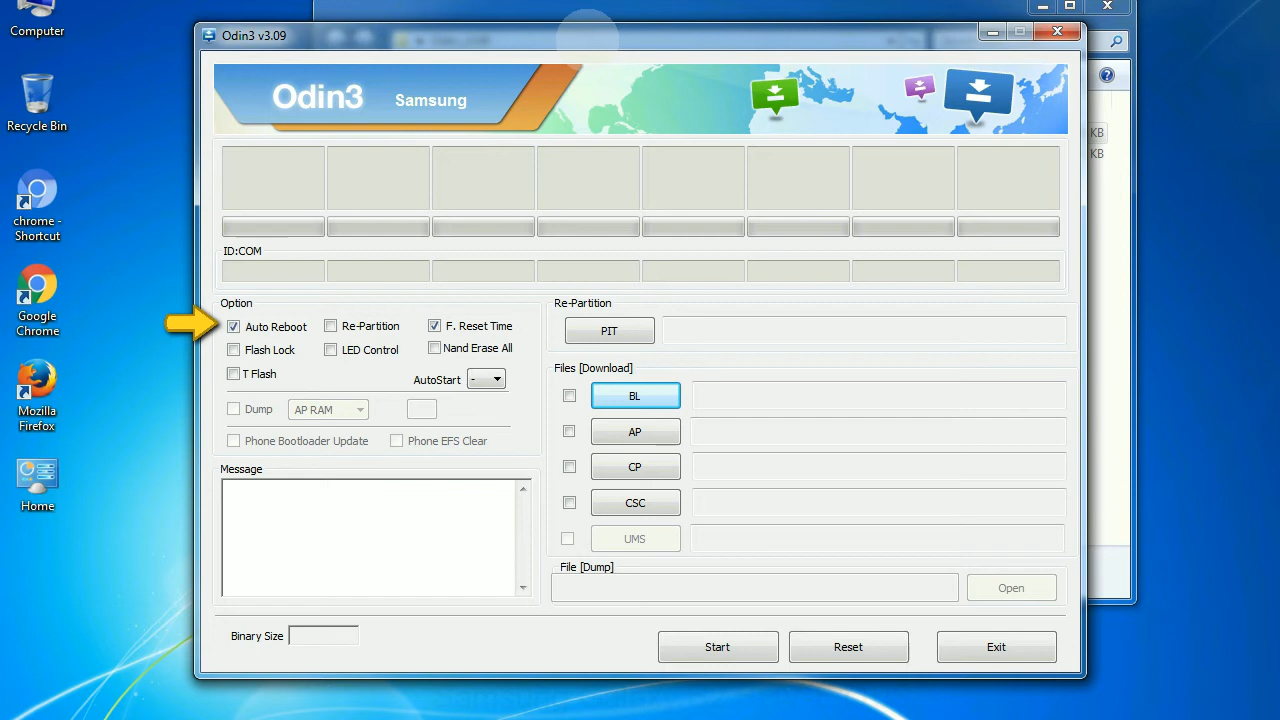 Computer
Recycle Bin
chrome -
Shortcut
Google
Chrome
Mozilla
Firefox
Home
Odin3 v3.09
Odin3 Samsung
KB
KB
ID:COM
Option
Auto Reboot
Re-Partition
F. Reset Time
Flash Lock
LED Control
Nand Erase All
T Flash
AutoStart -
Dump AP RAM
Phone Bootloader Update
Phone EFS Clear
Message
Re-Partition
PIT
Files [Download]
BL
AP
CP
CSC
UMS
File [Dump]
Open
Binary Size
Start
Reset
Exit